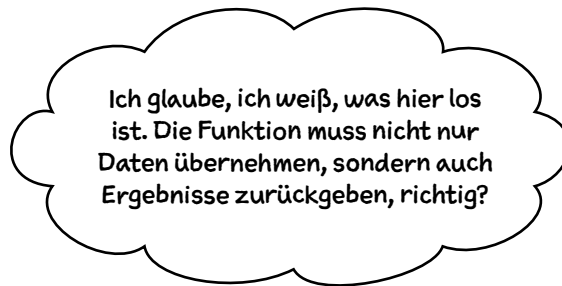 Ich glaube, ich weiß, was hier los
ist. Die Funktion muss nicht nur
Daten übernehmen, sondern auch
Ergebnisse zurückgeben, richtig?